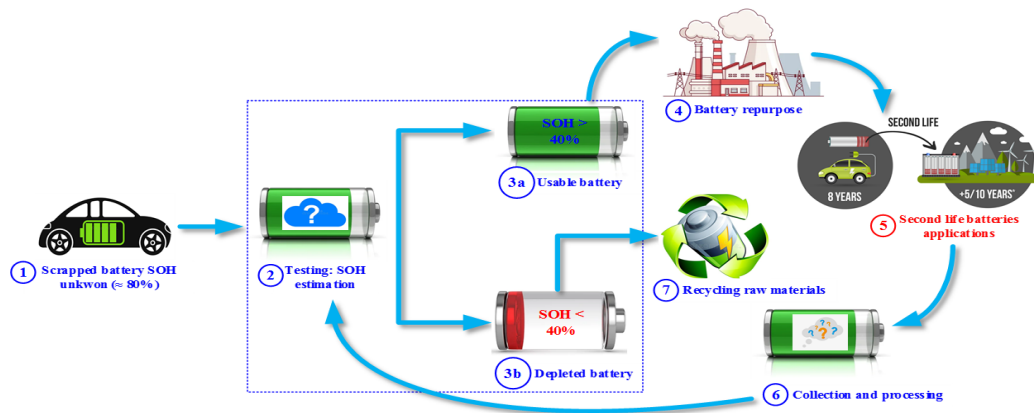 1 Scrapped battery SOH
unkwon (≈ 80%)
?
2 Testing: SOH
estimation
SOH >
40%
3a Usable battery
SOH <
40%
3b Depleted battery
4 Battery repurpose
SECOND LIFE
8 YEARS
+5/10 YEARS*
5 Second life batteries
applications
7 Recycling raw materials
? ? ? ? ?
6 Collection and processing